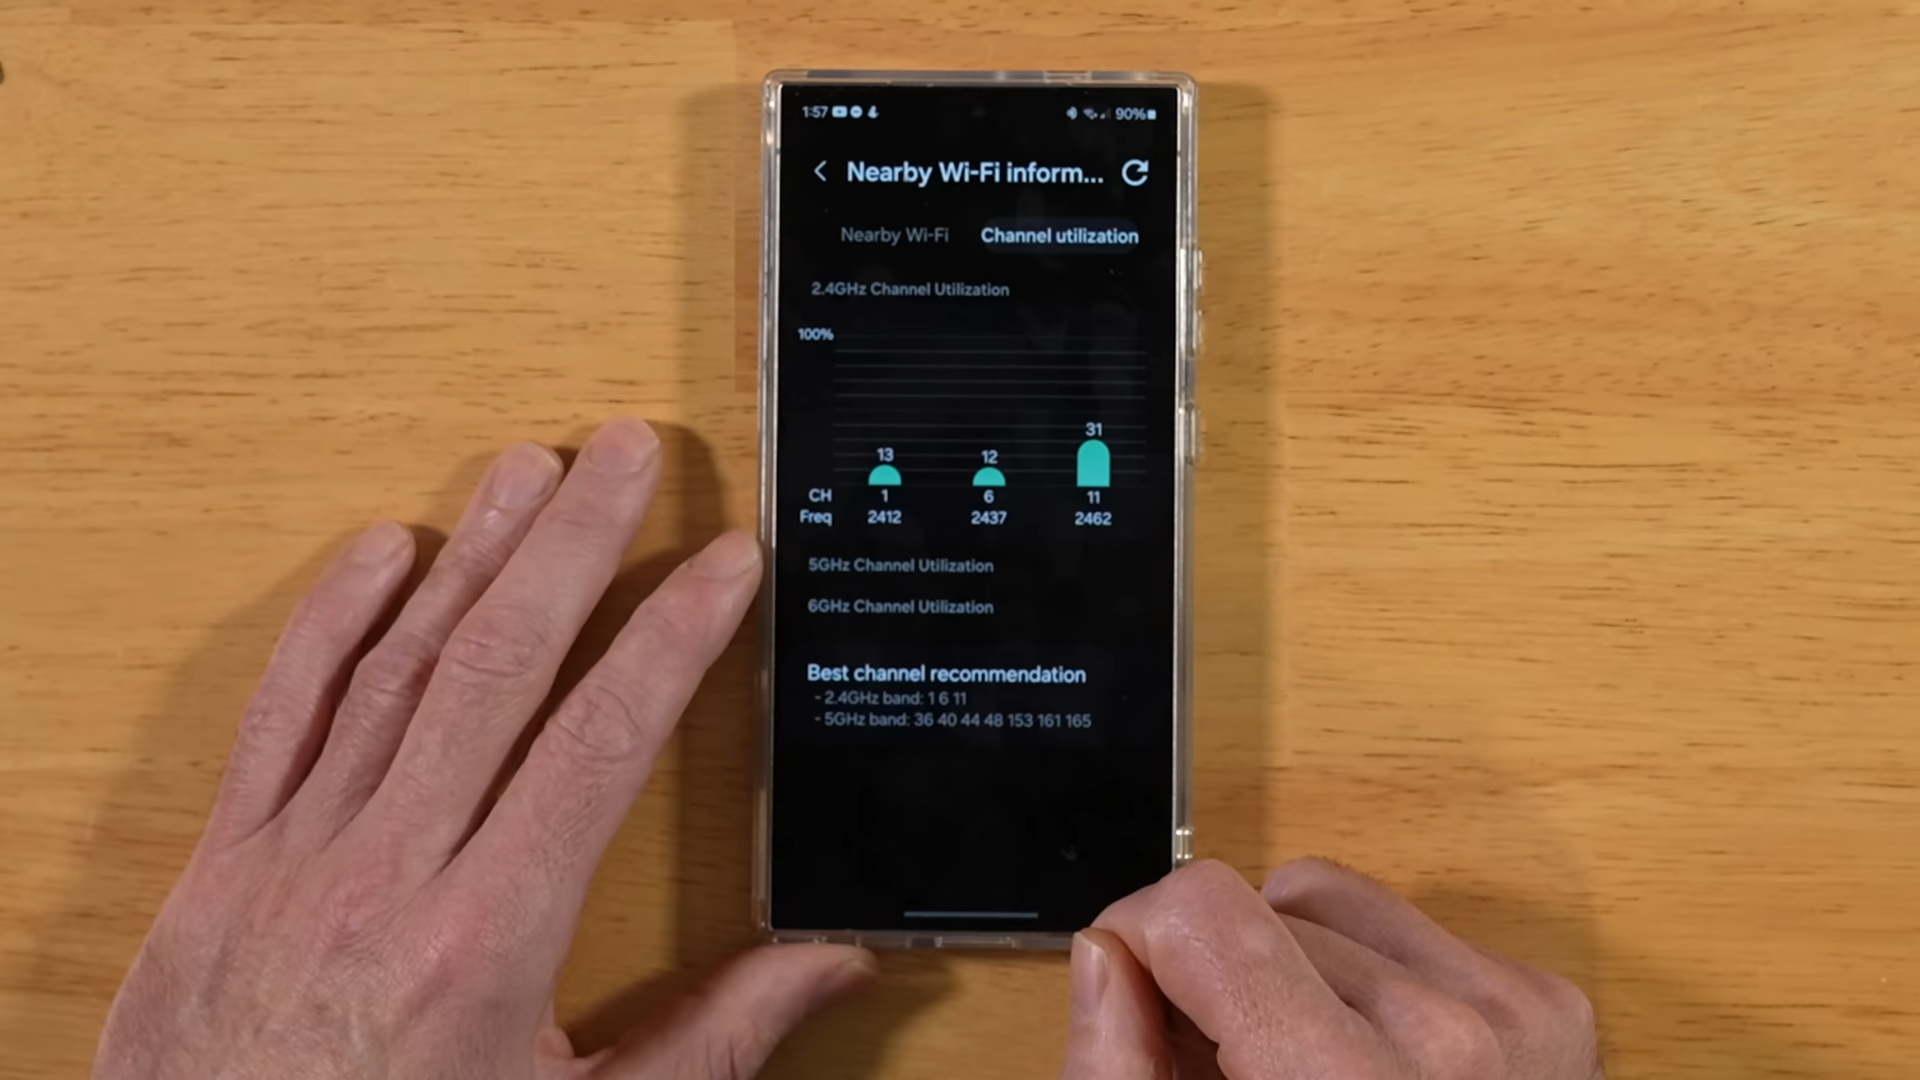 1:57 90%
Nearby Wi-Fi inform...
Nearby Wi-Fi Channel utilization
2.4GHz Channel Utilization
100%
13 12 31
CH 1 6 11
Freq 2412 2437 2462
5GHz Channel Utilization
6GHz Channel Utilization
Best channel recommendation
- 2.4GHz band: 1 6 11
- 5GHz band: 36 40 44 48 153 161 165